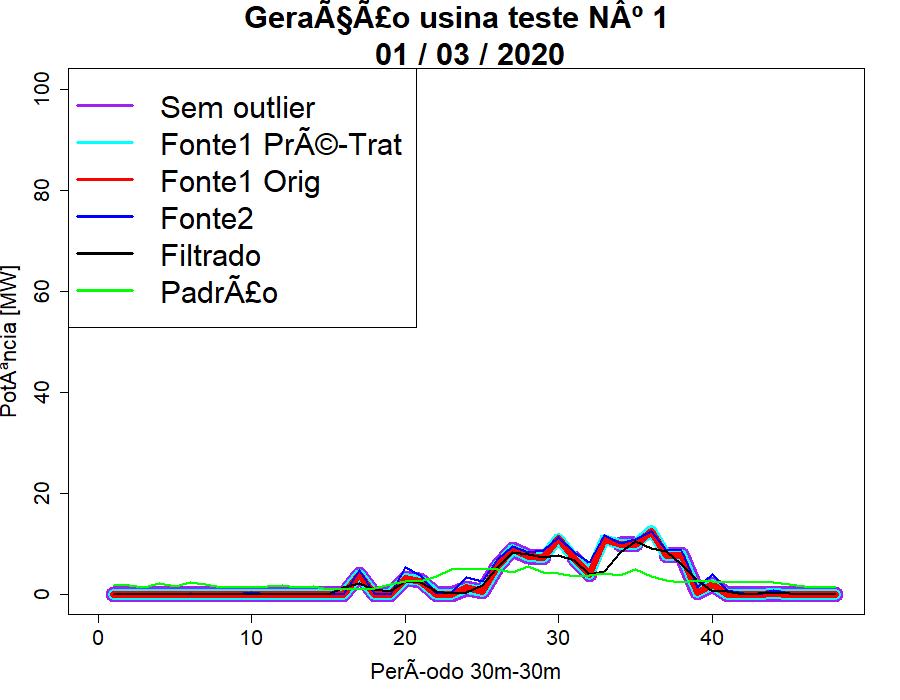 GeraÃ§Ã£o usina teste NÂº 1
01 / 03 / 2020
Sem outlier
Fonte1 PrÃ©-Trat
Fonte1 Orig
Fonte2
Filtrado
PadrÃ£o
PotÃªncia [MW]
100
80
60
40
20
0
0 10 20 30 40
PerÃ-odo 30m-30m